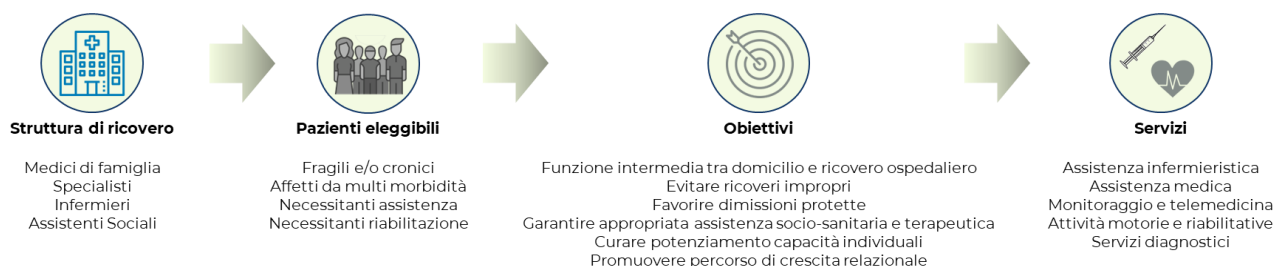 Struttura di ricovero
Medici di famiglia
Specialisti
Infermieri
Assistenti Sociali
Pazienti eleggibili
Fragili e/o cronici
Affetti da multi morbidità
Necessitanti assistenza
Necessitanti riabilitazione
Obiettivi
Funzione intermedia tra domicilio e ricovero ospedaliero
Evitare ricoveri impropri
Favorire dimissioni protette
Garantire appropriata assistenza socio-sanitaria e terapeutica
Curare potenziamento capacità individuali
Promuovere percorso di crescita relazionale
Servizi
Assistenza infermieristica
Assistenza medica
Monitoraggio e telemedicina
Attività motorie e riabilitative
Servizi diagnostici